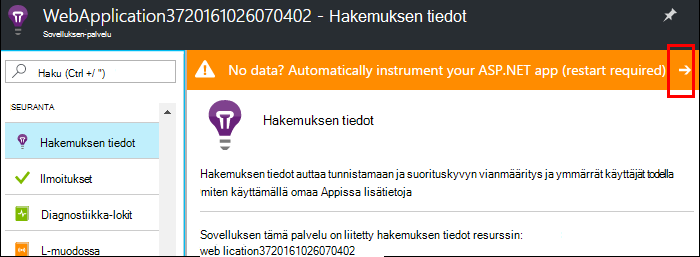 WebApplication3720161026070402 - Hakemuksen tiedot
Sovelluksen-palvelu
Haku (Ctrl +/ ")
No data? Automatically instrument your ASP.NET app (restart required)
SEURANTA
Hakemuksen tiedot
Ilmoitukset
Diagnostiikka-lokit
L-muodossa
Hakemuksen tiedot
Hakemuksen tiedot auttaa tunnistamaan ja suorituskyvyn vianmääritys ja ymmärrät käyttäjät todella
miten käyttämällä omaa Appissa lisätietoja
Sovelluksen tämä palvelu on liitetty hakemuksen tiedot resurssin:
web lication3720161026070402